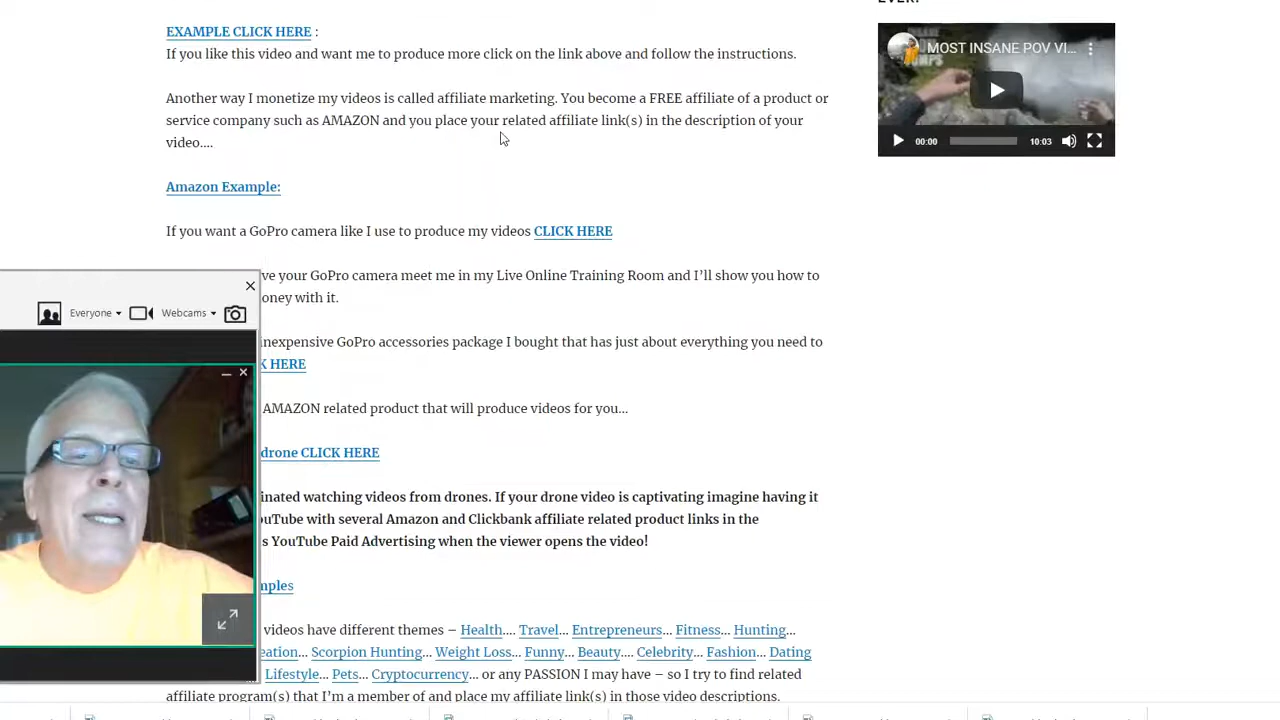 EXAMPLE CLICK HERE :
If you like this video and want me to produce more click on the link above and follow the instructions.
Another way I monetize my videos is called affiliate marketing. You become a FREE affiliate of a product or
service company such as AMAZON and you place your related affiliate link(s) in the description of your
video....
Amazon Example:
If you want a GoPro camera like I use to produce my videos CLICK HERE
your GoPro camera meet me in my Live Online Training Room and I'll show you how to
with it.
inexpensive GoPro accessories package I bought that has just about everything you need to
HERE
AMAZON related product that will produce videos for you...
drone CLICK HERE
watching videos from drones. If your drone video is captivating imagine having it
with several Amazon and Clickbank affiliate related product links in the
YouTube Paid Advertising when the viewer opens the video!
videos have different themes – Health.... Travel... Entrepreneurs... Fitness... Hunting...
Scorpion Hunting... Weight Loss... Funny... Beauty.... Celebrity... Fashion... Dating
Lifestyle... Pets... Cryptocurrency... or any PASSION I may have – so I try to find related
affiliate program(s) that I'm a member of and place my affiliate link(s) in those video descriptions.
MOST INSANE POV VI...
00:00
10:03
Everyone
Webcams